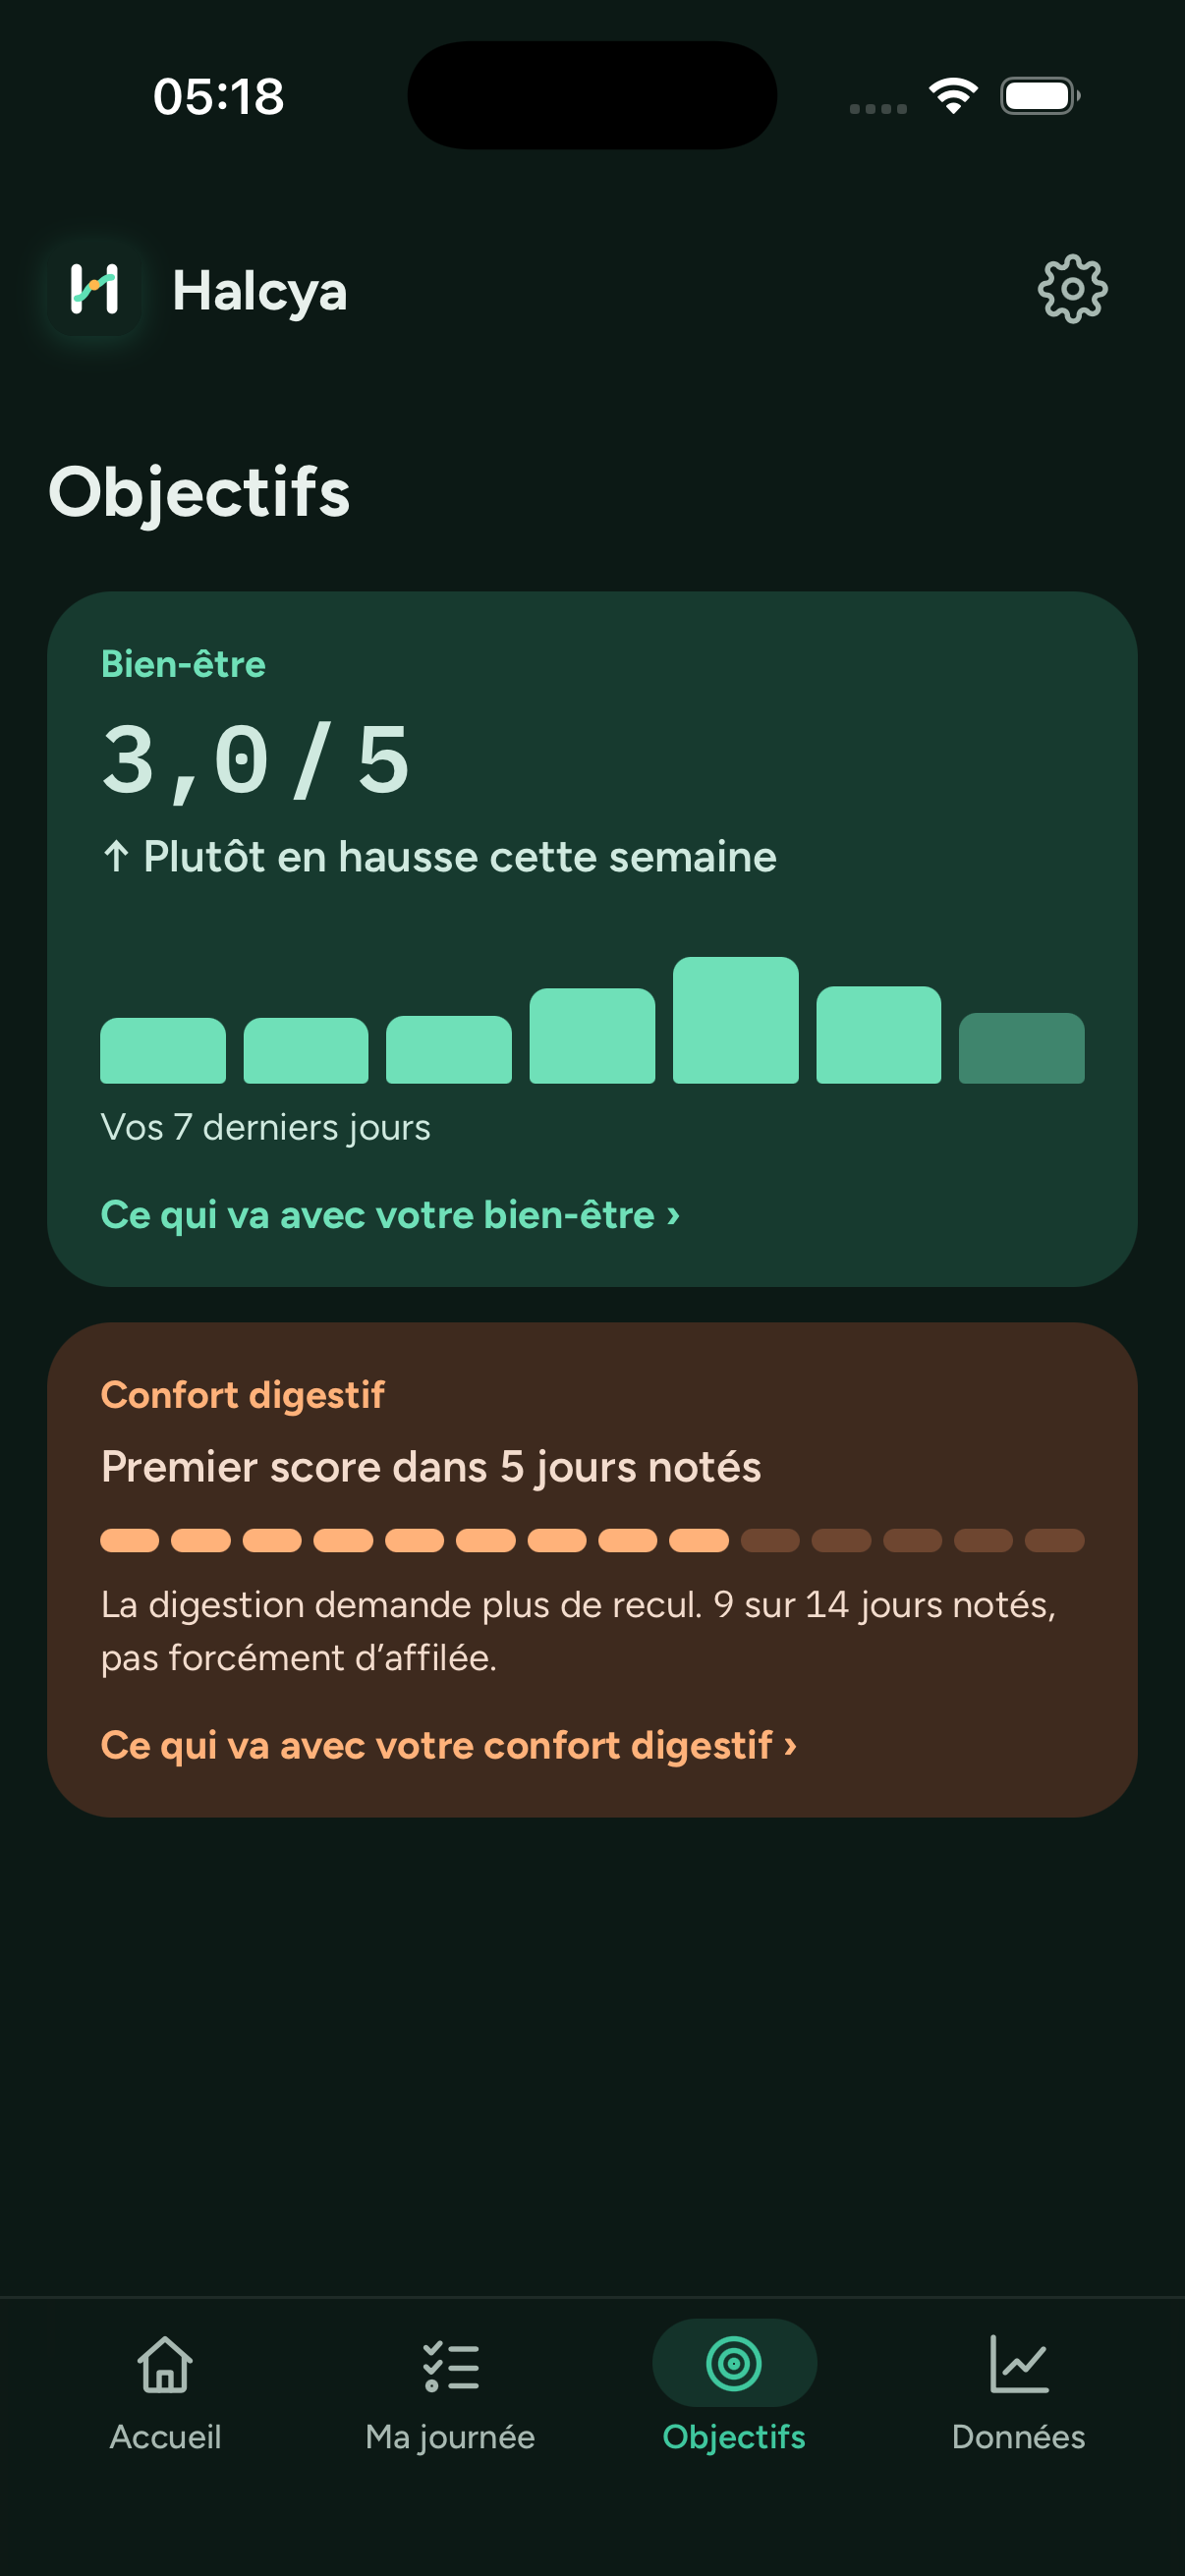 05:18
Halcya
Objectifs
Bien-être
3,0 / 5
↑ Plutôt en hausse cette semaine
Vos 7 derniers jours
Ce qui va avec votre bien-être ›
Confort digestif
Premier score dans 5 jours notés
La digestion demande plus de recul. 9 sur 14 jours notés,
pas forcément d’affilée.
Ce qui va avec votre confort digestif ›
Accueil
Ma journée
Objectifs
Données